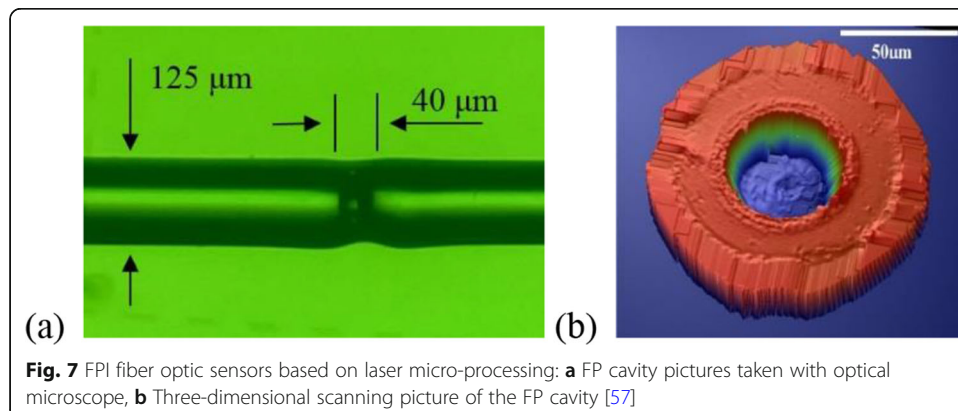 125 μm
40 μm
50um
(a)
(b)
Fig. 7 FPI fiber optic sensors based on laser micro-processing: a FP cavity pictures taken with optical
microscope, b Three-dimensional scanning picture of the FP cavity [57]